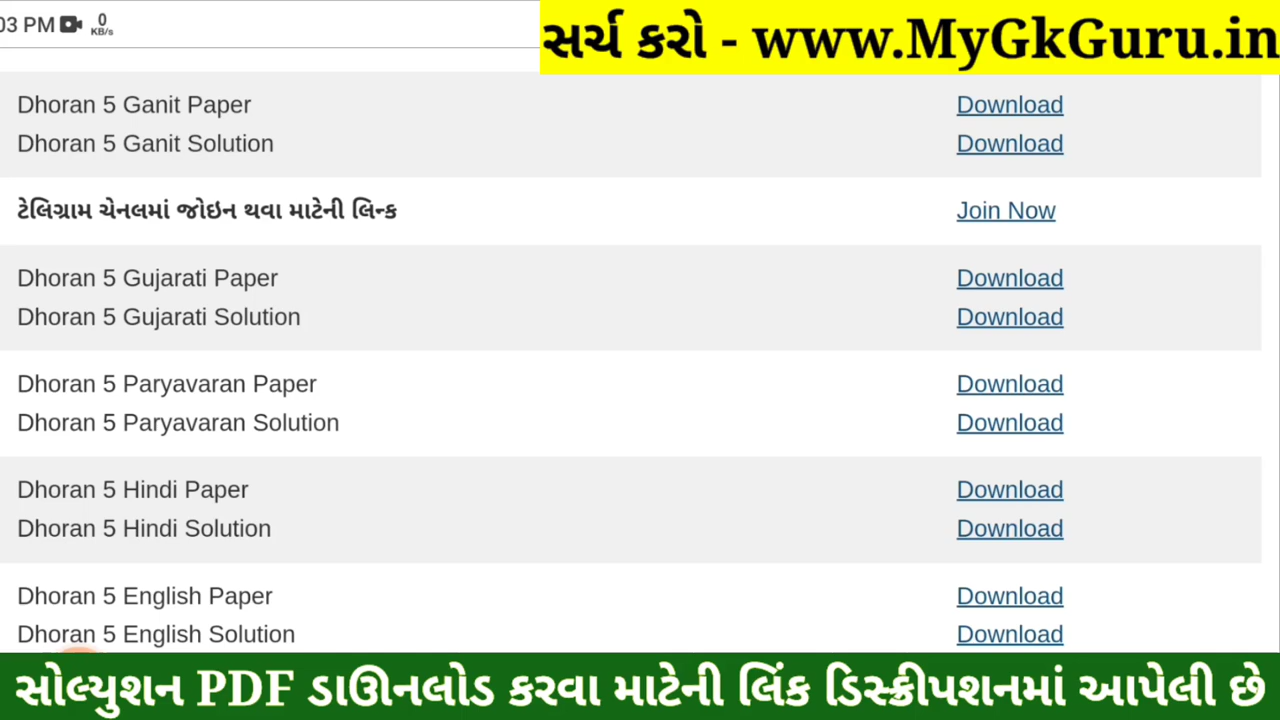 03 PM 0 KB/s
સર્ચ કરો - www.MyGkGuru.in
Dhoran 5 Ganit Paper Download
Dhoran 5 Ganit Solution Download
ટેલિગ્રામ ચેનલમાં જોઇન થવા માટેની લિન્ક Join Now
Dhoran 5 Gujarati Paper Download
Dhoran 5 Gujarati Solution Download
Dhoran 5 Paryavaran Paper Download
Dhoran 5 Paryavaran Solution Download
Dhoran 5 Hindi Paper Download
Dhoran 5 Hindi Solution Download
Dhoran 5 English Paper Download
Dhoran 5 English Solution Download
સોલ્યુશન PDF ડાઊનલોડ કરવા માટેની લિંક ડિસ્ક્રીપશનમાં આપેલી છે